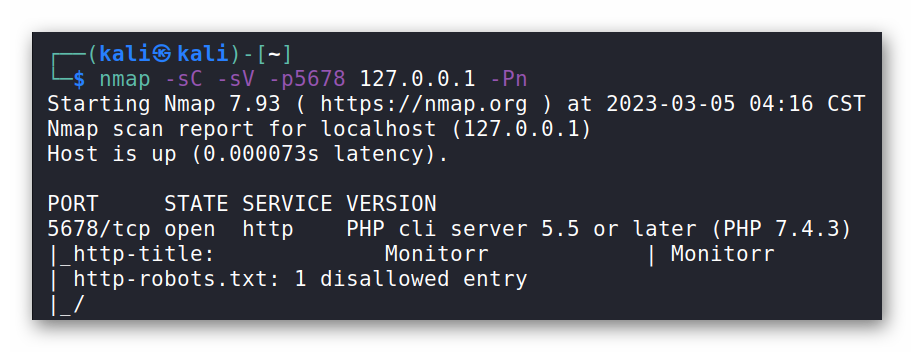 ┌──(kali㉿kali)-[~]
└─$ nmap -sC -sV -p5678 127.0.0.1 -Pn
Starting Nmap 7.93 ( https://nmap.org ) at 2023-03-05 04:16 CST
Nmap scan report for localhost (127.0.0.1)
Host is up (0.000073s latency).

PORT     STATE SERVICE VERSION
5678/tcp open  http    PHP cli server 5.5 or later (PHP 7.4.3)
|_http-title:             Monitorr            | Monitorr
| http-robots.txt: 1 disallowed entry
|_/